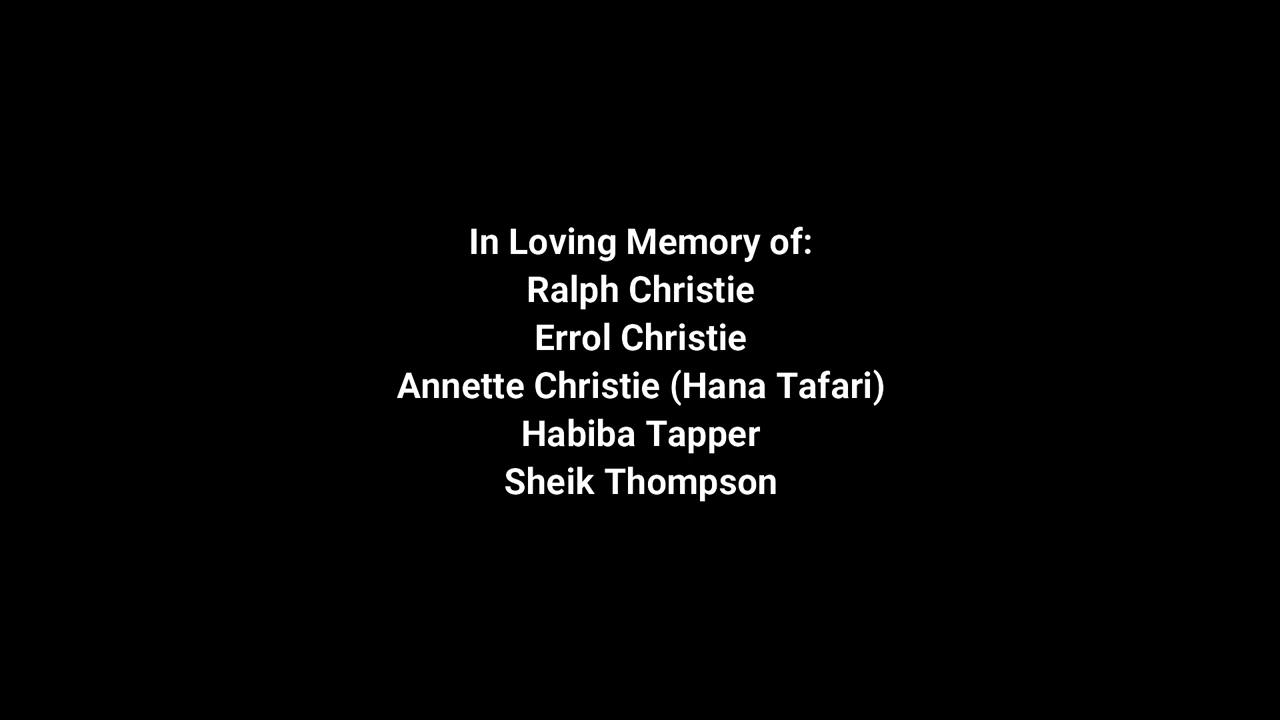 In Loving Memory of:
Ralph Christie
Errol Christie
Annette Christie (Hana Tafari)
Habiba Tapper
Sheik Thompson